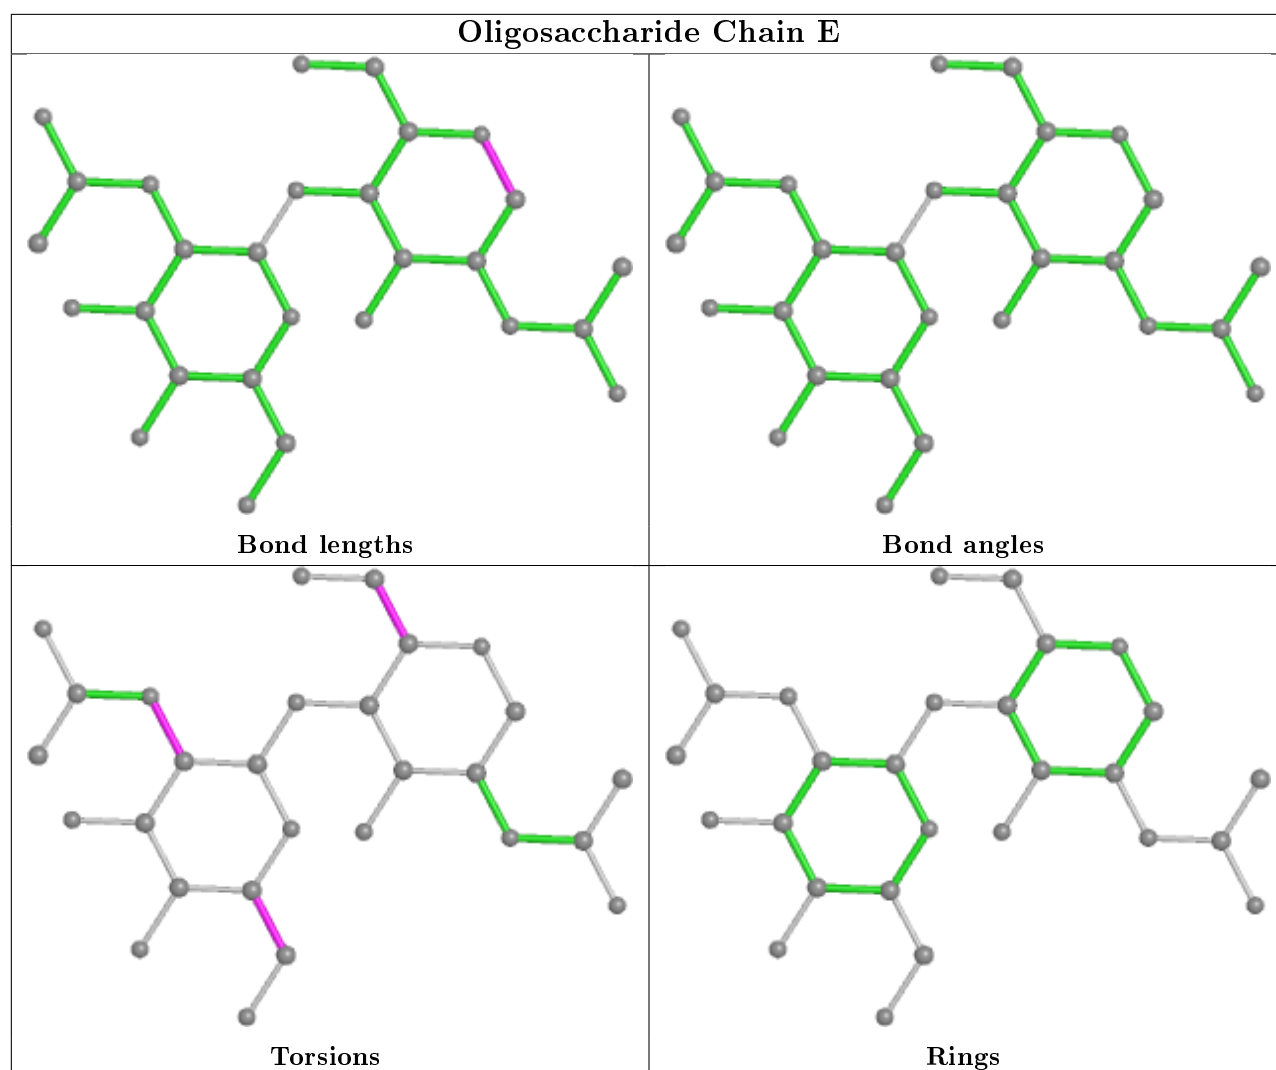 Oligosaccharide Chain E
Bond lengths
Bond angles
Torsions
Rings